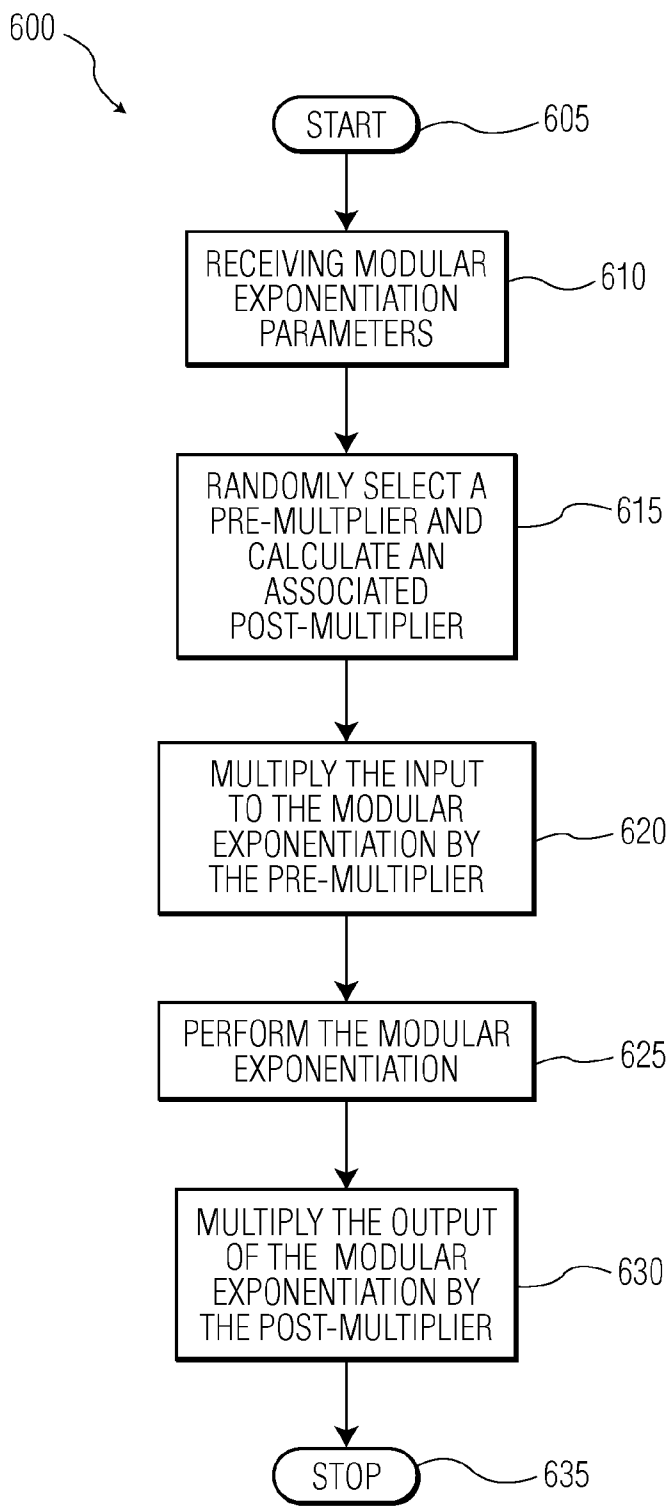 600
START
605
RECEIVING MODULAR
EXPONENTIATION
PARAMETERS
610
RANDOMLY SELECT A
PRE-MULTPLIER AND
CALCULATE AN
ASSOCIATED
POST-MULTIPLIER
615
MULTIPLY THE INPUT
TO THE MODULAR
EXPONENTIATION BY
THE PRE-MULTIPLIER
620
PERFORM THE MODULAR
EXPONENTIATION
625
MULTIPLY THE OUTPUT
OF THE MODULAR
EXPONENTIATION BY
THE POST-MULTIPLIER
630
STOP
635